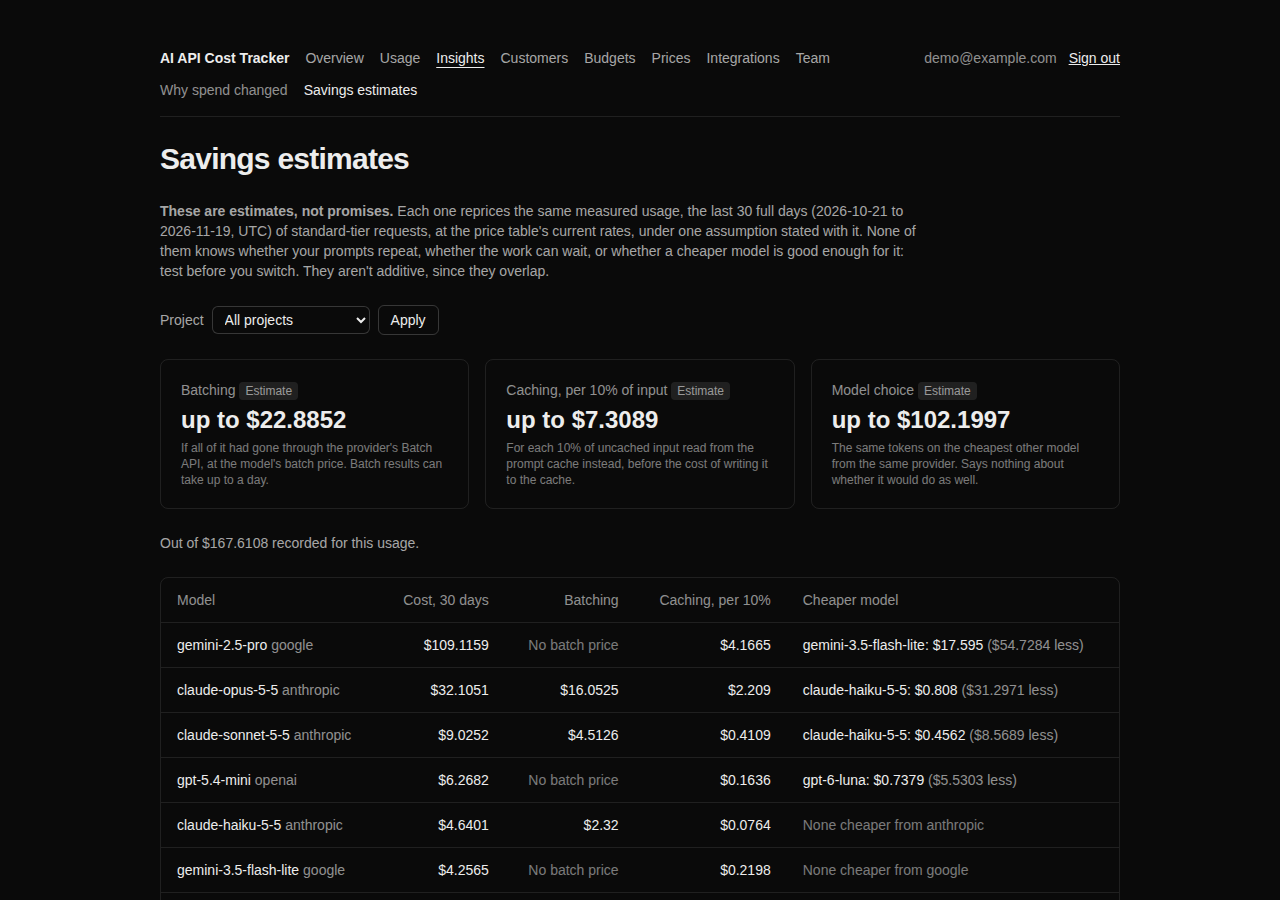 AI API Cost Tracker Overview Usage Insights Customers Budgets Prices Integrations Team demo@example.com Sign out
Why spend changed Savings estimates
Savings estimates
These are estimates, not promises. Each one reprices the same measured usage, the last 30 full days (2026-10-21 to
2026-11-19, UTC) of standard-tier requests, at the price table's current rates, under one assumption stated with it. None of
them knows whether your prompts repeat, whether the work can wait, or whether a cheaper model is good enough for it:
test before you switch. They aren't additive, since they overlap.
Project All projects Apply
Batching Estimate
up to $22.8852
If all of it had gone through the provider's Batch
API, at the model's batch price. Batch results can
take up to a day.
Caching, per 10% of input Estimate
up to $7.3089
For each 10% of uncached input read from the
prompt cache instead, before the cost of writing it
to the cache.
Model choice Estimate
up to $102.1997
The same tokens on the cheapest other model
from the same provider. Says nothing about
whether it would do as well.
Out of $167.6108 recorded for this usage.
Model Cost, 30 days Batching Caching, per 10% Cheaper model
gemini-2.5-pro google $109.1159 No batch price $4.1665 gemini-3.5-flash-lite: $17.595 ($54.7284 less)
claude-opus-5-5 anthropic $32.1051 $16.0525 $2.209 claude-haiku-5-5: $0.808 ($31.2971 less)
claude-sonnet-5-5 anthropic $9.0252 $4.5126 $0.4109 claude-haiku-5-5: $0.4562 ($8.5689 less)
gpt-5.4-mini openai $6.2682 No batch price $0.1636 gpt-6-luna: $0.7379 ($5.5303 less)
claude-haiku-5-5 anthropic $4.6401 $2.32 $0.0764 None cheaper from anthropic
gemini-3.5-flash-lite google $4.2565 No batch price $0.2198 None cheaper from google